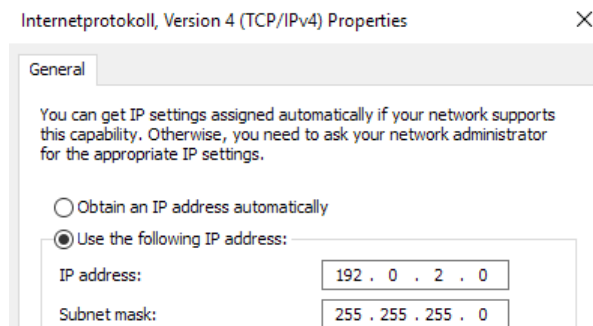 Internetprotokoll, Version 4 (TCP/IPv4) Properties
General
You can get IP settings assigned automatically if your network supports
this capability. Otherwise, you need to ask your network administrator
for the appropriate IP settings.
Obtain an IP address automatically
Use the following IP address:
IP address: 192 . 0 . 2 . 0
Subnet mask: 255 . 255 . 255 . 0